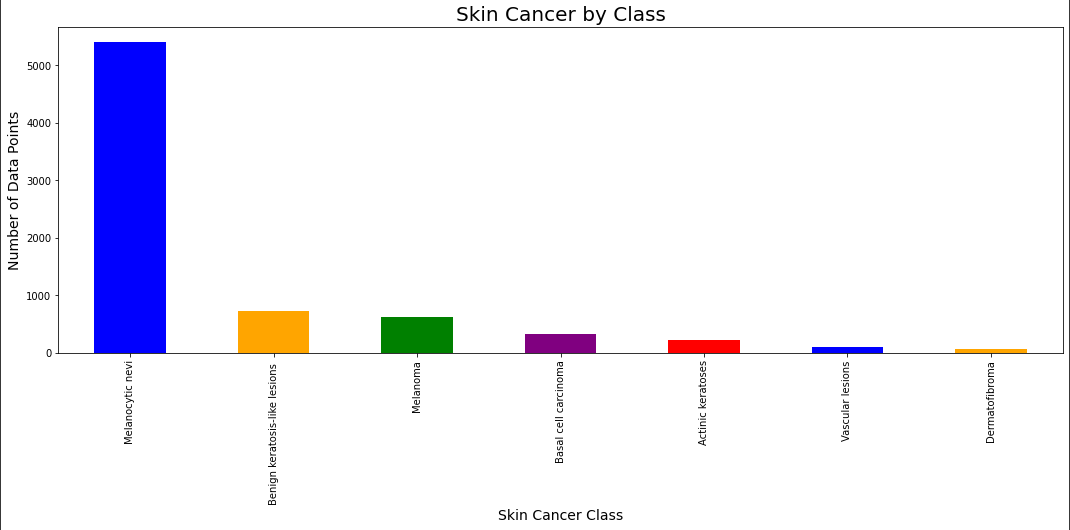 Skin Cancer by Class
Number of Data Points
5000
4000
3000
2000
1000
0
Melanocytic nevi
Benign keratosis-like lesions
Melanoma
Basal cell carcinoma
Actinic keratoses
Vascular lesions
Dermatofibroma
Skin Cancer Class